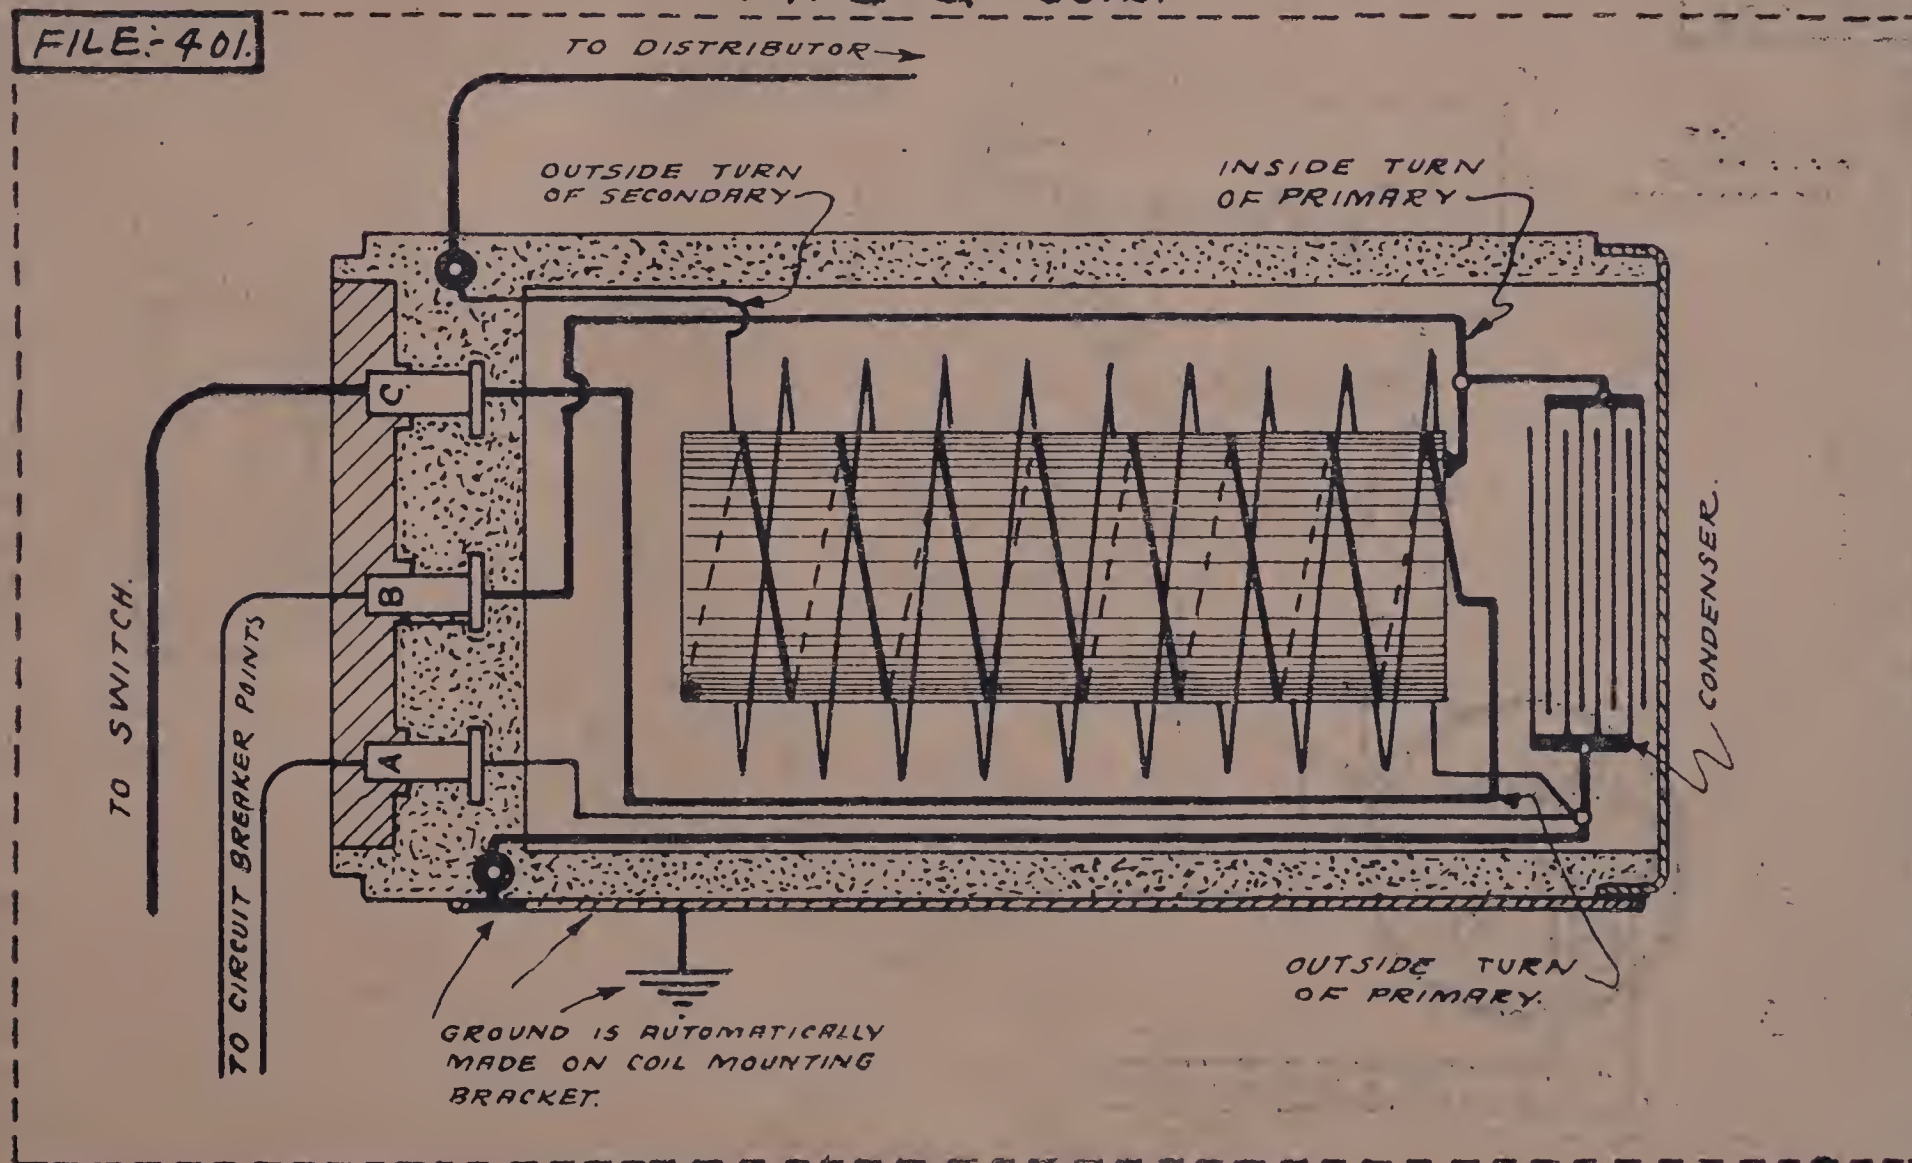 FILE:-401.
TO DISTRIBUTOR
OUTSIDE TURN
OF SECONDARY
INSIDE TURN
OF PRIMARY
C.
B
A
TO SWITCH.
TO CIRCUIT BREAKER POINTS
CONDENSER.
OUTSIDE TURN
OF PRIMARY.
GROUND IS AUTOMATICALLY
MADE ON COIL MOUNTING
BRACKET.